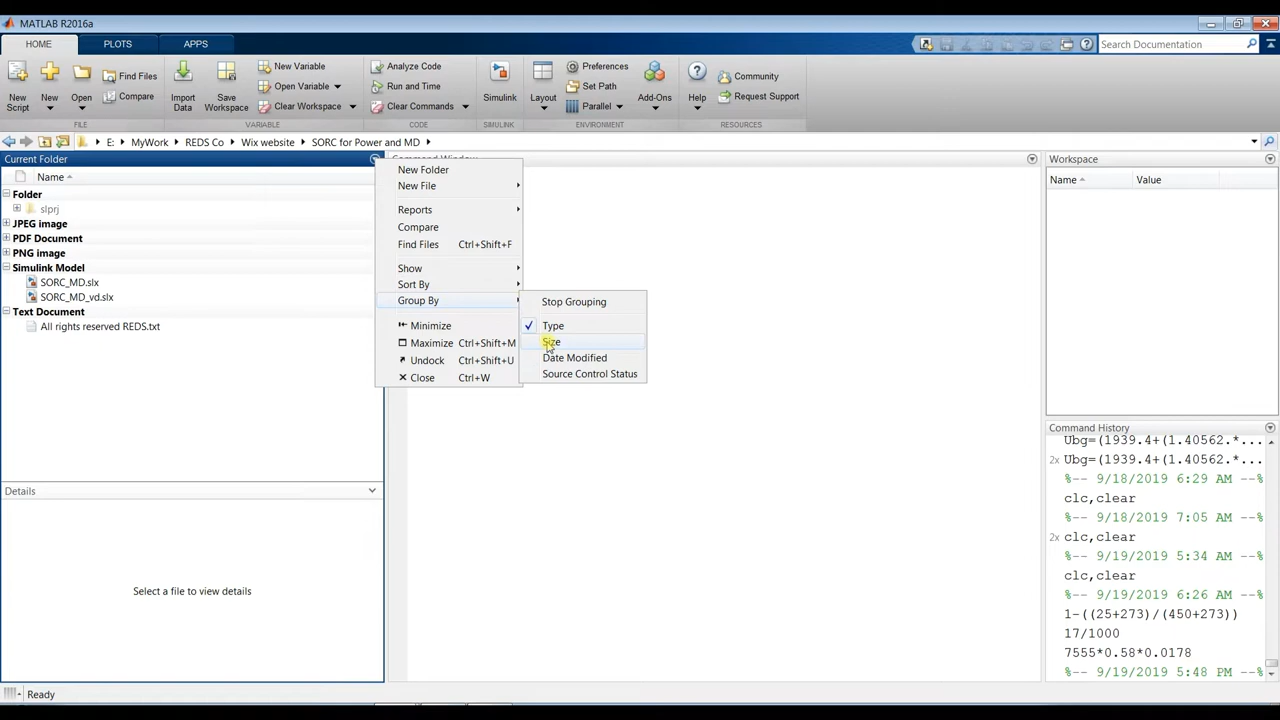 MATLAB R2016a
HOME
PLOTS
APPS
Search Documentation
New Script
New
Open
Find Files
Compare
Import Data
Save Workspace
New Variable
Open Variable
Clear Workspace
Analyze Code
Run and Time
Clear Commands
Simulink
Layout
Preferences
Set Path
Parallel
Add-Ons
Help
Community
Request Support
FILE
VARIABLE
CODE
SIMULINK
ENVIRONMENT
RESOURCES
E: MyWork REDS Co Wix website SORC for Power and MD
Current Folder
Name
Folder
slprj
JPEG image
PDF Document
PNG image
Simulink Model
SORC_MD.slx
SORC_MD_vd.slx
Text Document
All rights reserved REDS.txt
Details
Select a file to view details
Command Window
New Folder
New File
Reports
Compare
Find Files Ctrl+Shift+F
Show
Sort By
Group By
Minimize
Maximize Ctrl+Shift+M
Undock Ctrl+Shift+U
Close Ctrl+W
Stop Grouping
Type
Size
Date Modified
Source Control Status
Workspace
Name Value
Command History
Ubg=(1939.4+(1.40562.*...
2x Ubg=(1939.4+(1.40562.*...
%-- 9/18/2019 6:29 AM --%
clc,clear
%-- 9/18/2019 7:05 AM --%
2x clc,clear
%-- 9/19/2019 5:34 AM --%
clc,clear
%-- 9/19/2019 6:26 AM --%
1-((25+273)/(450+273))
17/1000
7555*0.58*0.0178
%-- 9/19/2019 5:48 PM --%
Ready